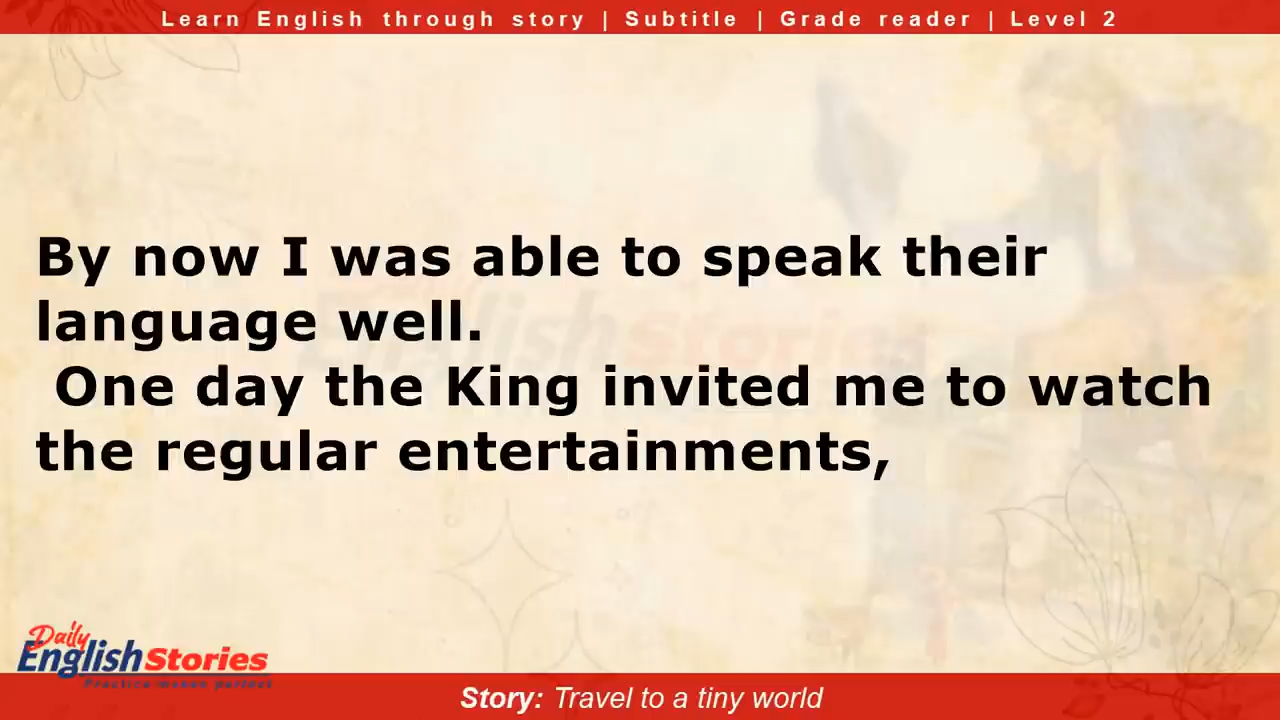 Learn English through story | Subtitle | Grade reader | Level 2
By now I was able to speak their
language well.
One day the King invited me to watch
the regular entertainments,
Daily
English Stories
Practice makes perfect
Story: Travel to a tiny world